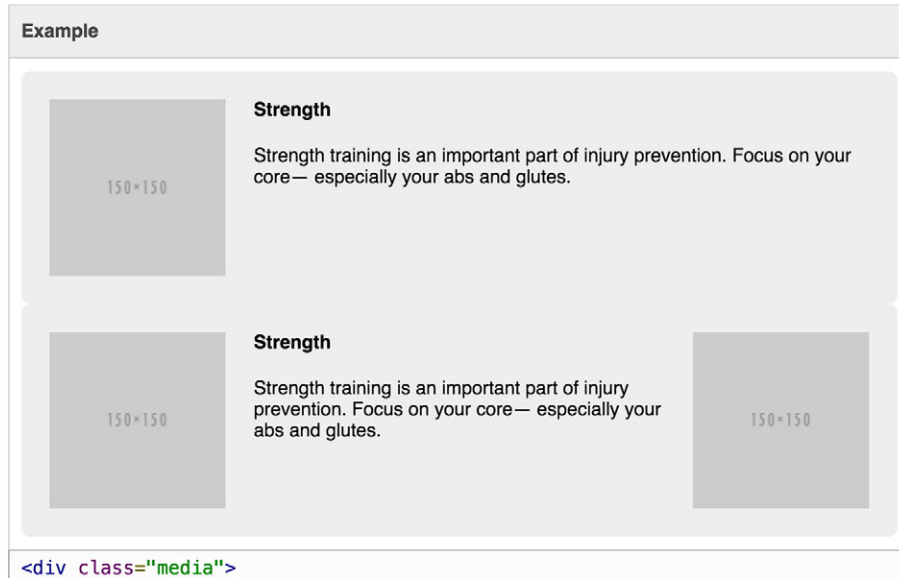 Example
Strength
Strength training is an important part of injury prevention. Focus on your
core— especially your abs and glutes.
150×150
Strength
Strength training is an important part of injury
prevention. Focus on your core— especially your
abs and glutes.
150×150
150×150
<div class="media">